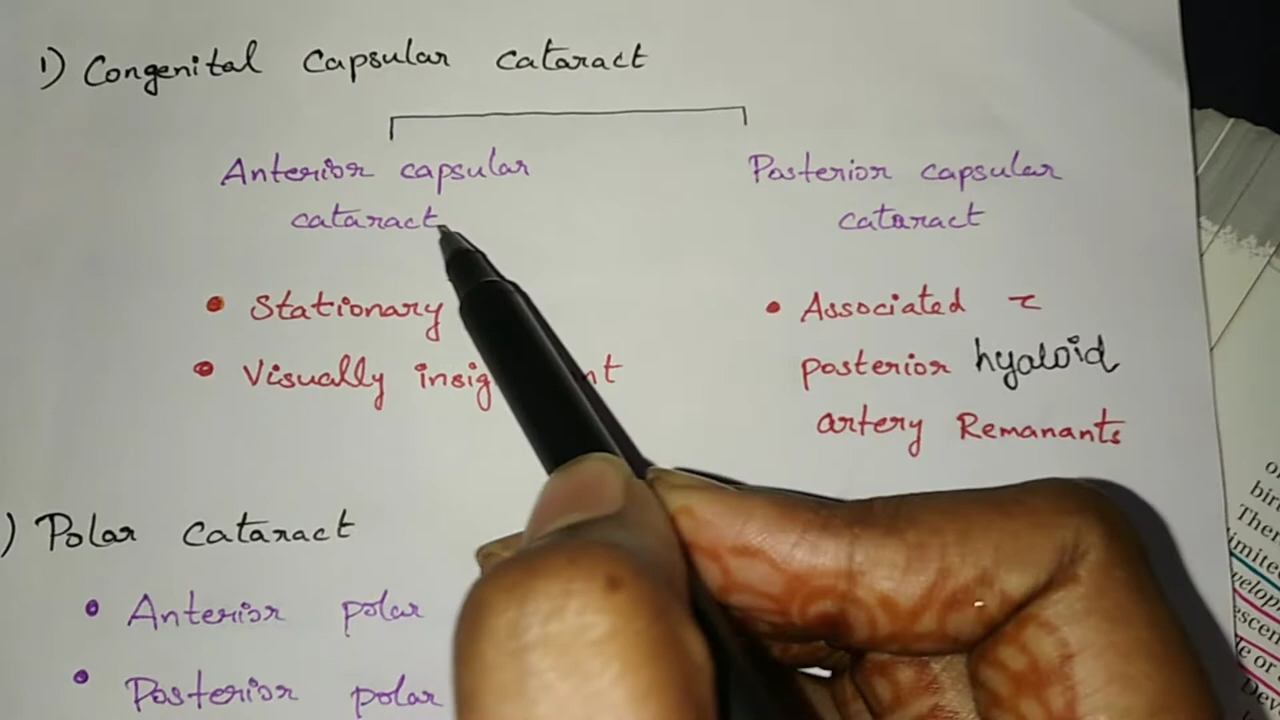 1) Congenital Capsular Cataract
Anterior capsular
cataract
Posterior capsular
cataract
• Stationary
• Visually
• Associated
posterior hyaloid
artery Remanants
) Polar Cataract
• Anterior polar
• Posterior polar